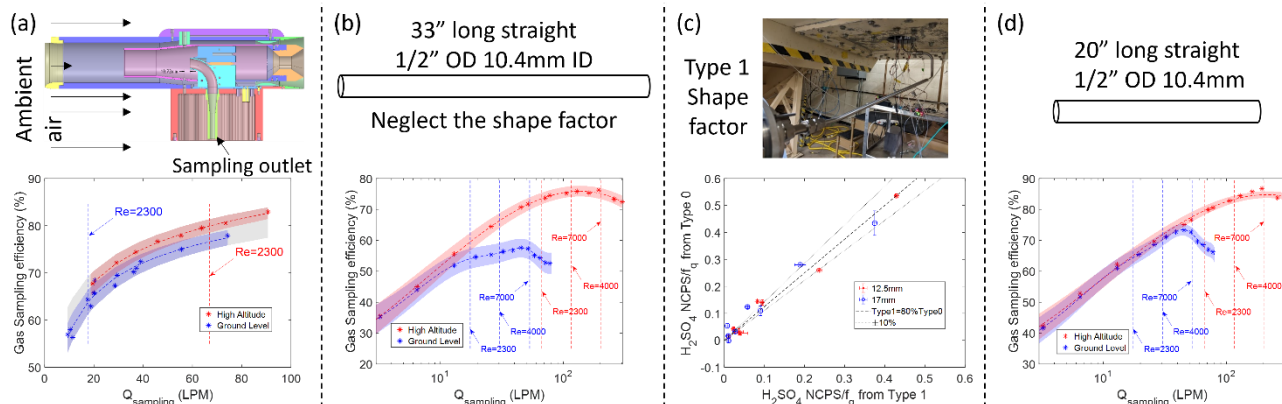 (a)
Ambient
air
Sampling outlet
90
80
70
60
50
Gas Sampling efficiency (%)
Re=2300
Re=2300
High Altitude
Ground Level
0
20
40
60
80
100
Q_sampling (LPM)
(b)
33” long straight
1/2” OD 10.4mm ID
Neglect the shape factor
80
70
60
50
40
30
20
Gas Sampling efficiency (%)
Re=7000
Re=7000
Re=4000
Re=2300
Re=4000
Re=2300
High Altitude
Ground Level
10^1
10^2
Q_sampling (LPM)
(c)
Type 1
Shape
factor
0.6
0.5
0.4
0.3
0.2
0.1
0
H_2SO_4 NCPS/f_q from Type 0
12.5mm
17mm
Type1=80%Type0
±10%
0
0.1
0.2
0.3
0.4
0.5
0.6
H_2SO_4 NCPS/f_q from Type 1
(d)
20” long straight
1/2” OD 10.4mm
90
80
70
60
50
40
30
Gas Sampling efficiency (%)
Re=7000
Re=7000
Re=4000
Re=2300
Re=4000
Re=2300
High Altitude
Ground Level
10^1
10^2
Q_sampling (LPM)